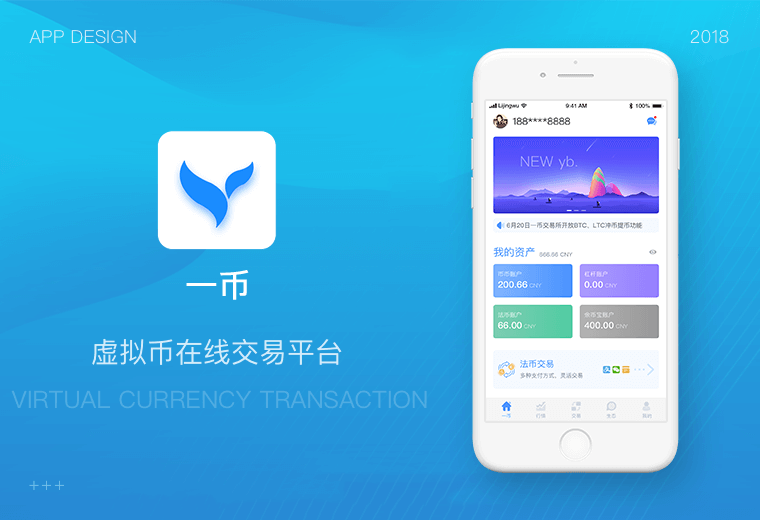 APP DESIGN
2018
一币
虚拟币在线交易平台
VIRTUAL CURRENCY TRANSACTION
+++
Lijingwu
9:41 AM
100%
188****8888
NEW yb.
6月20日一币交易所开放BTC、LTC冲币提币功能
我的资产 666.66 CNY
币币账户
200.66 CNY
杠杆账户
0.00 CNY
法币账户
66.00 CNY
余币宝账户
400.00 CNY
法币交易
多种支付方式、灵活交易
一币
行情
交易
我的